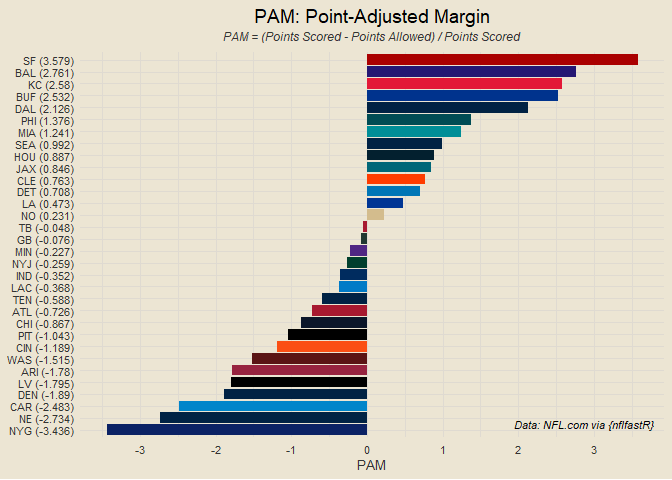 PAM: Point-Adjusted Margin
PAM = (Points Scored - Points Allowed) / Points Scored
SF (3.579)
BAL (2.761)
KC (2.58)
BUF (2.532)
DAL (2.126)
PHI (1.376)
MIA (1.241)
SEA (0.992)
HOU (0.887)
JAX (0.846)
CLE (0.763)
DET (0.708)
LA (0.473)
NO (0.231)
TB (-0.048)
GB (-0.076)
MIN (-0.227)
NYJ (-0.259)
IND (-0.352)
LAC (-0.368)
TEN (-0.588)
ATL (-0.726)
CHI (-0.867)
PIT (-1.043)
CIN (-1.189)
WAS (-1.515)
ARI (-1.78)
LV (-1.795)
DEN (-1.89)
CAR (-2.483)
NE (-2.734)
NYG (-3.436)
Data: NFL.com via {nflfastR}
-3 -2 -1 0 1 2 3
PAM